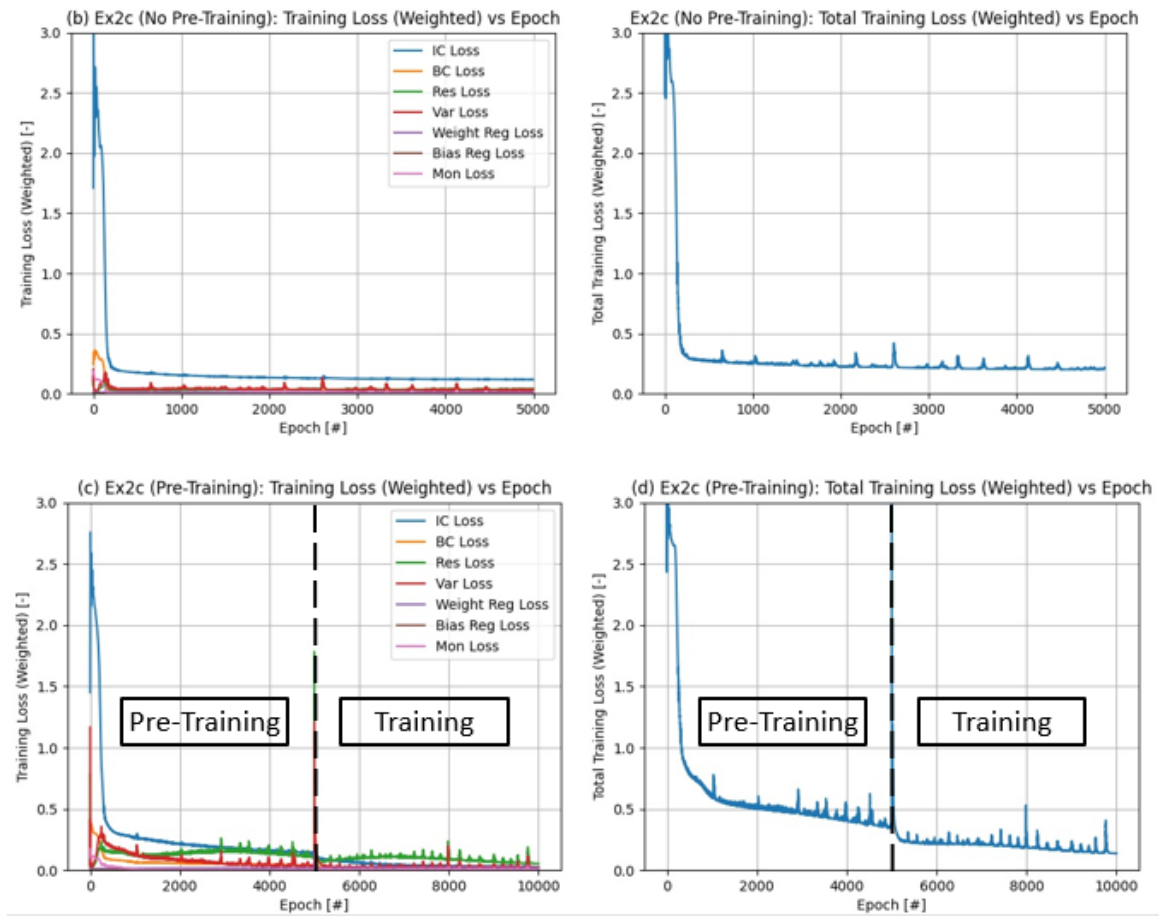 (b) Ex2c (No Pre-Training): Training Loss (Weighted) vs Epoch
3.0
2.5
2.0
1.5
1.0
0.5
0.0
Training Loss (Weighted) [-]
IC Loss
BC Loss
Res Loss
Var Loss
Weight Reg Loss
Bias Reg Loss
Mon Loss
0 1000 2000 3000 4000 5000
Epoch [#]
Ex2c (No Pre-Training): Total Training Loss (Weighted) vs Epoch
3.0
2.5
2.0
1.5
1.0
0.5
0.0
Total Training Loss (Weighted) [-]
0 1000 2000 3000 4000 5000
Epoch [#]
(c) Ex2c (Pre-Training): Training Loss (Weighted) vs Epoch
3.0
2.5
2.0
1.5
1.0
0.5
0.0
Training Loss (Weighted) [-]
IC Loss
BC Loss
Res Loss
Var Loss
Weight Reg Loss
Bias Reg Loss
Mon Loss
Pre-Training
Training
0 2000 4000 6000 8000 10000
Epoch [#]
(d) Ex2c (Pre-Training): Total Training Loss (Weighted) vs Epoch
3.0
2.5
2.0
1.5
1.0
0.5
0.0
Total Training Loss (Weighted) [-]
Pre-Training
Training
0 2000 4000 6000 8000 10000
Epoch [#]